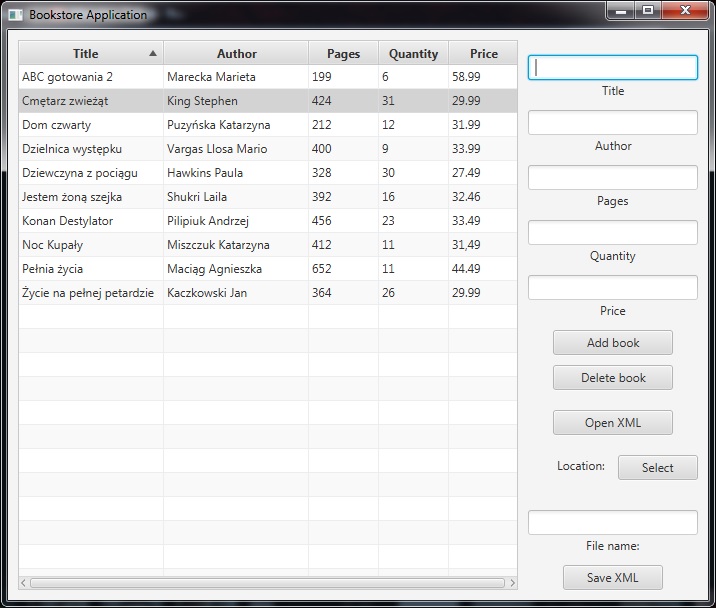 Bookstore Application
Title Author Pages Quantity Price
ABC gotowania 2 Marecka Marieta 199 6 58.99
Cmętarz zwieżąt King Stephen 424 31 29.99
Dom czwarty Puzyńska Katarzyna 212 12 31.99
Dzielnica występku Vargas Llosa Mario 400 9 33.99
Dziewczyna z pociągu Hawkins Paula 328 30 27.49
Jestem żoną szejka Shukri Laila 392 16 32.46
Konan Destylator Pilipiuk Andrzej 456 23 33.49
Noc Kupały Miszczuk Katarzyna 412 11 31,49
Pełnia życia Maciąg Agnieszka 652 11 44.49
Życie na pełnej petardzie Kaczkowski Jan 364 26 29.99
Title
Author
Pages
Quantity
Price
Add book
Delete book
Open XML
Location: Select
File name:
Save XML